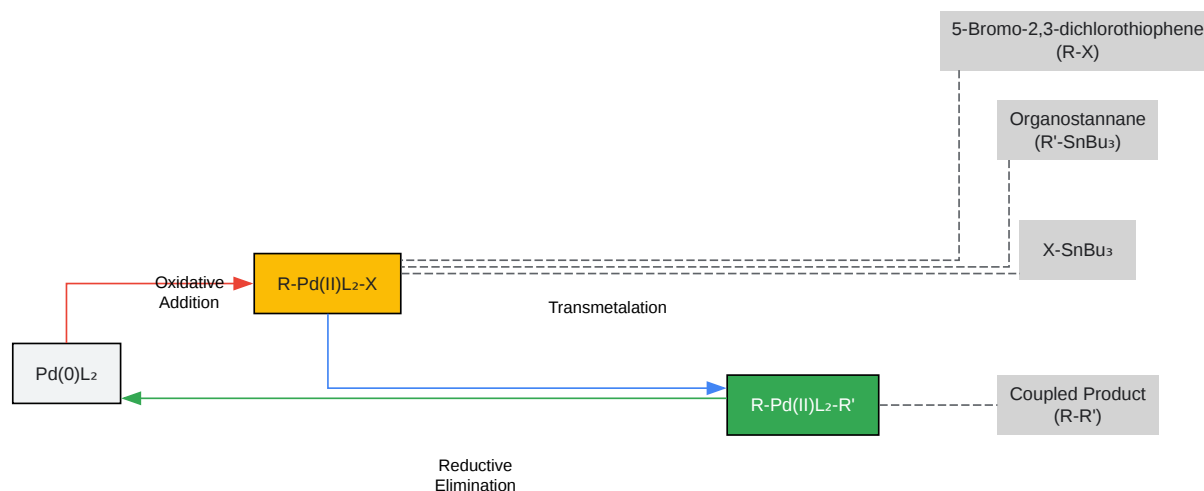 5-Bromo-2,3-dichlorothiophene
(R-X)
Organostannane
(R'-SnBu₃)
X-SnBu₃
Oxidative
Addition
R-Pd(II)L₂-X
Transmetalation
Pd(0)L₂
R-Pd(II)L₂-R'
Coupled Product
(R-R')
Reductive
Elimination